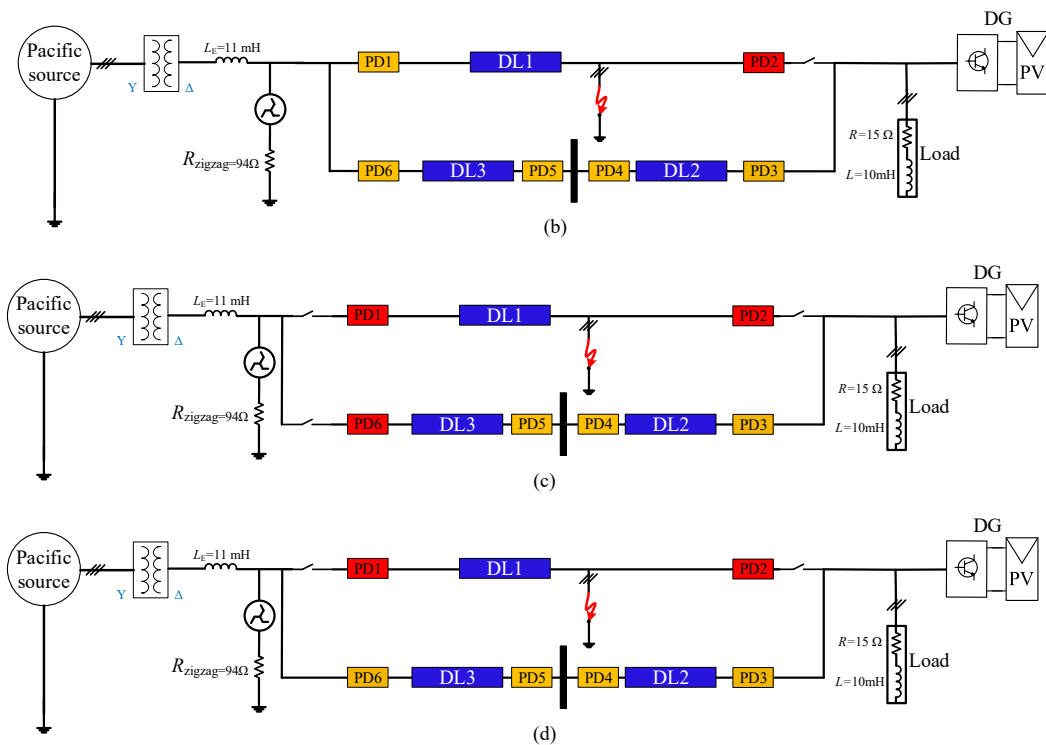 DG
Pacific
source
L_E=11 mH
Y
Δ
PD1
DL1
PD2
PV
R_zigzag=94Ω
R=15 Ω
Load
L=10mH
PD6
DL3
PD5
PD4
DL2
PD3
(b)
DG
Pacific
source
L_E=11 mH
Y
Δ
PD1
DL1
PD2
PV
R_zigzag=94Ω
R=15 Ω
Load
L=10mH
PD6
DL3
PD5
PD4
DL2
PD3
(c)
DG
Pacific
source
L_E=11 mH
Y
Δ
PD1
DL1
PD2
PV
R_zigzag=94Ω
R=15 Ω
Load
L=10mH
PD6
DL3
PD5
PD4
DL2
PD3
(d)